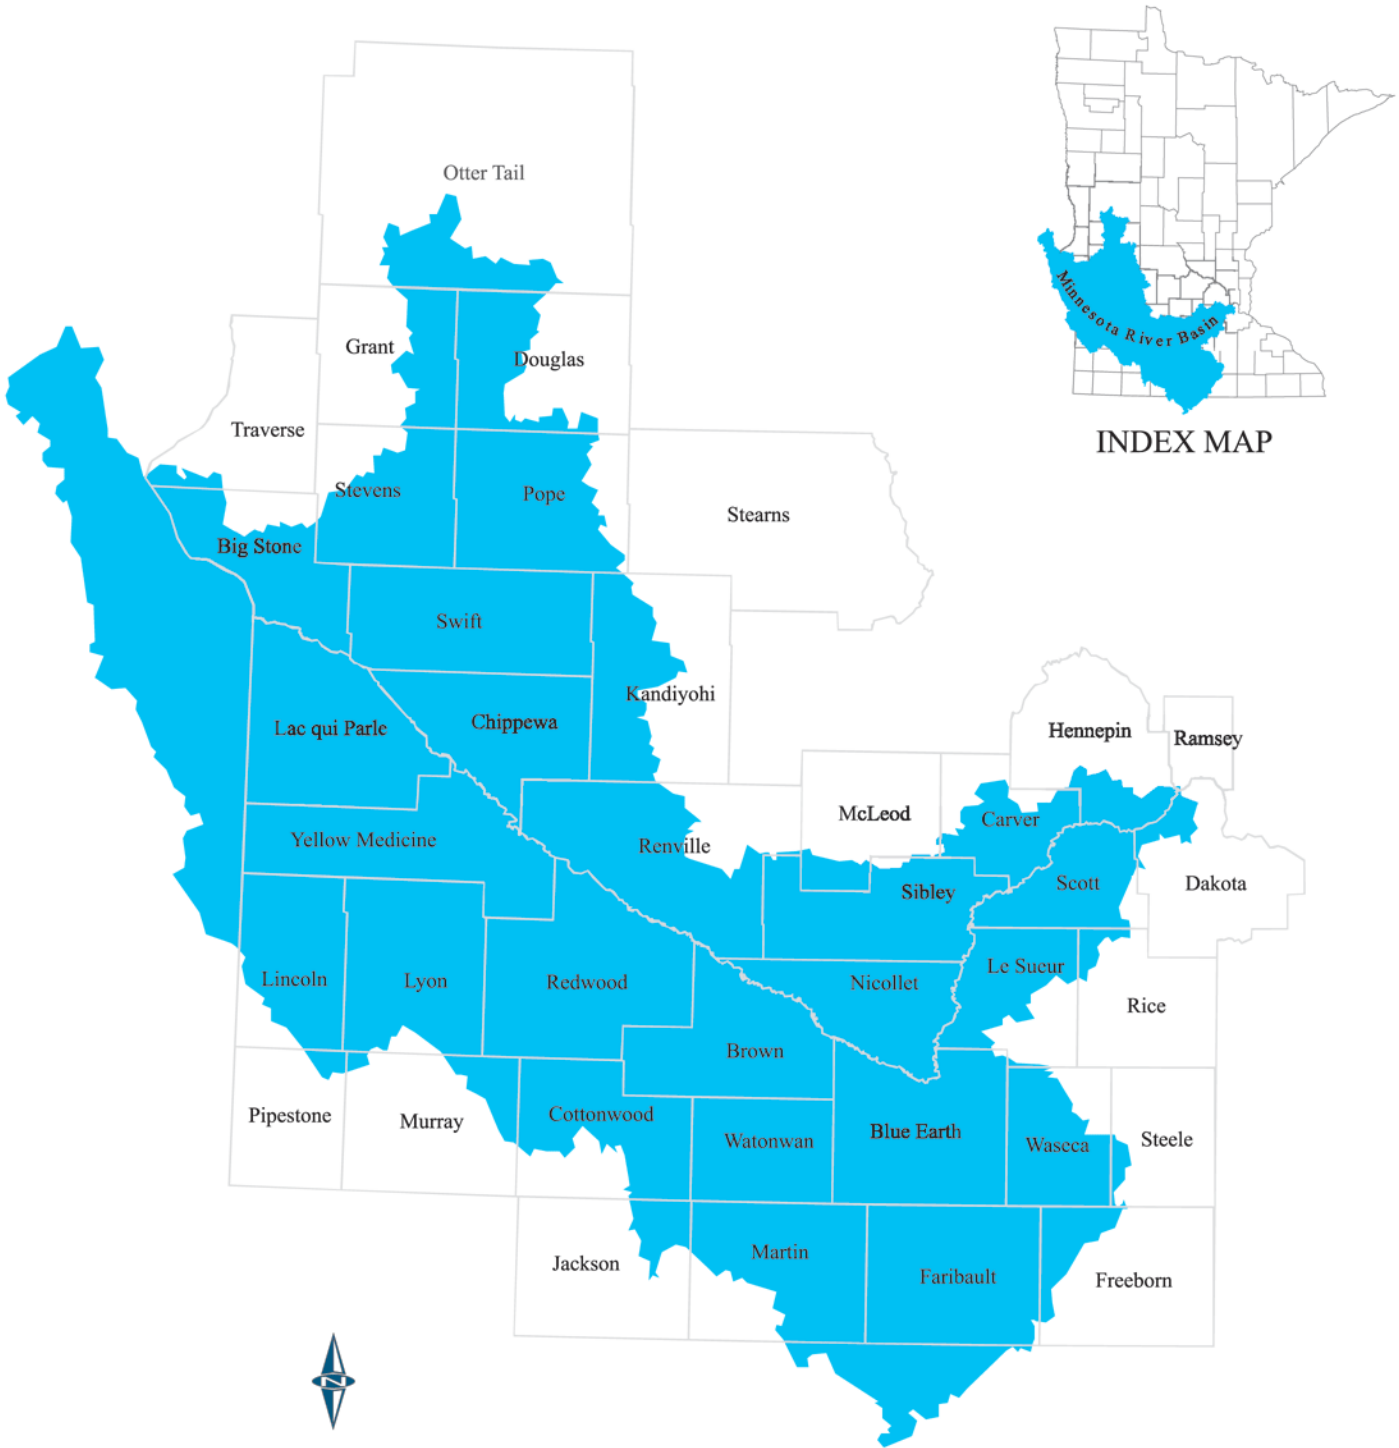 Otter Tail
Grant
Douglas
Traverse
Stevens
Pope
Stearns
Big Stone
Swift
Kandiyohi
Lac qui Parle
Chippewa
Hennepin
Ramsey
McLeod
Carver
Yellow Medicine
Renville
Scott
Dakota
Sibley
Lincoln
Lyon
Redwood
Nicollet
Le Sueur
Rice
Brown
Pipestone
Murray
Cottonwood
Watonwan
Blue Earth
Waseca
Steele
Jackson
Martin
Faribault
Freeborn
N
Minnesota River Basin
INDEX MAP